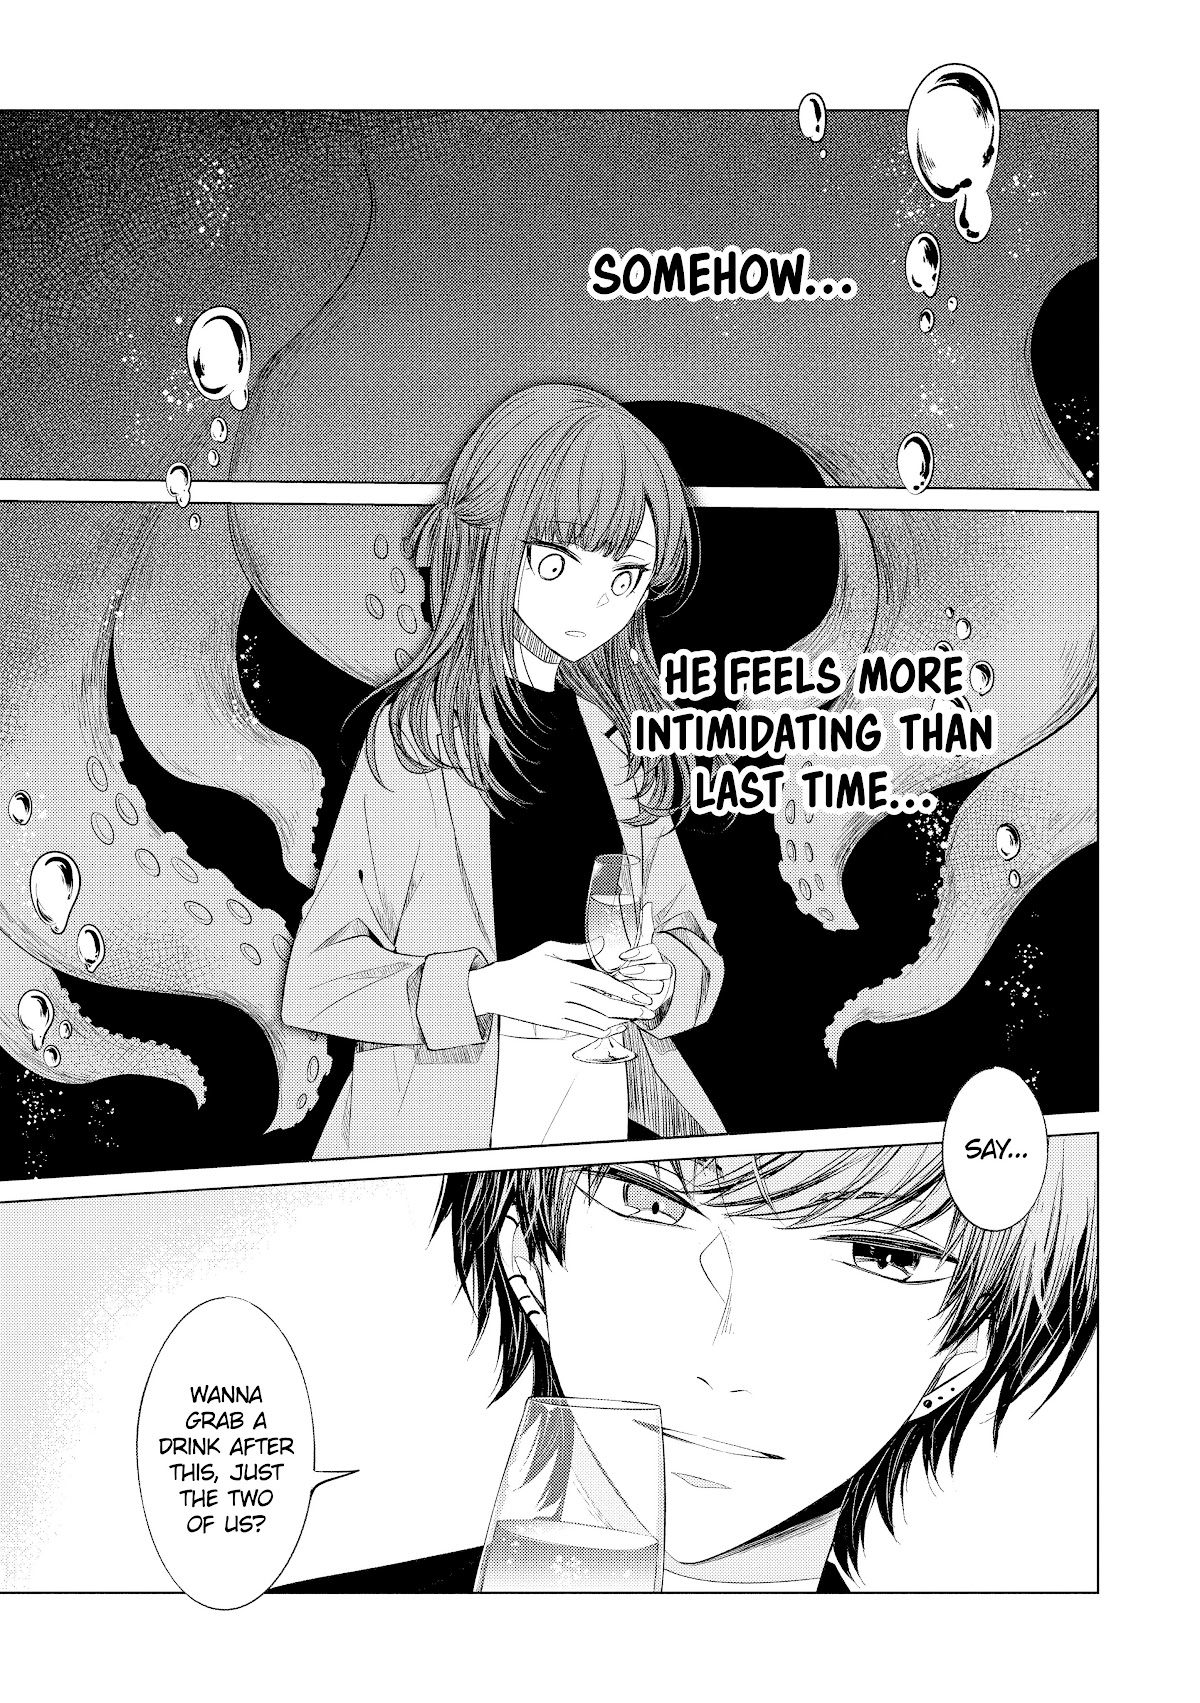 SOMEHOW...
HE FEELS MORE
INTIMIDATING THAN
LAST TIME...
SAY...
WANNA
GRAB A
DRINK AFTER
THIS, JUST
THE TWO
OF US?